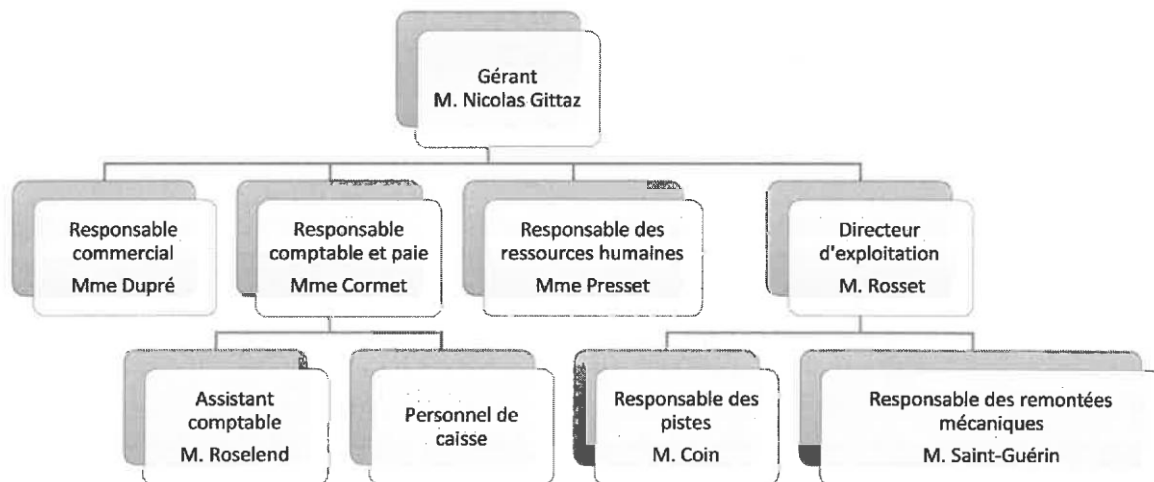 Gérant
M. Nicolas Gittaz
Responsable
commercial
Mme Dupré
Responsable
comptable et paie
Mme Cormet
Responsable des
ressources humaines
Mme Presset
Directeur
d'exploitation
M. Rosset
Assistant
comptable
M. Roselend
Personnel de
caisse
Responsable des
pistes
M. Coin
Responsable des remontées
mécaniques
M. Saint-Guérin